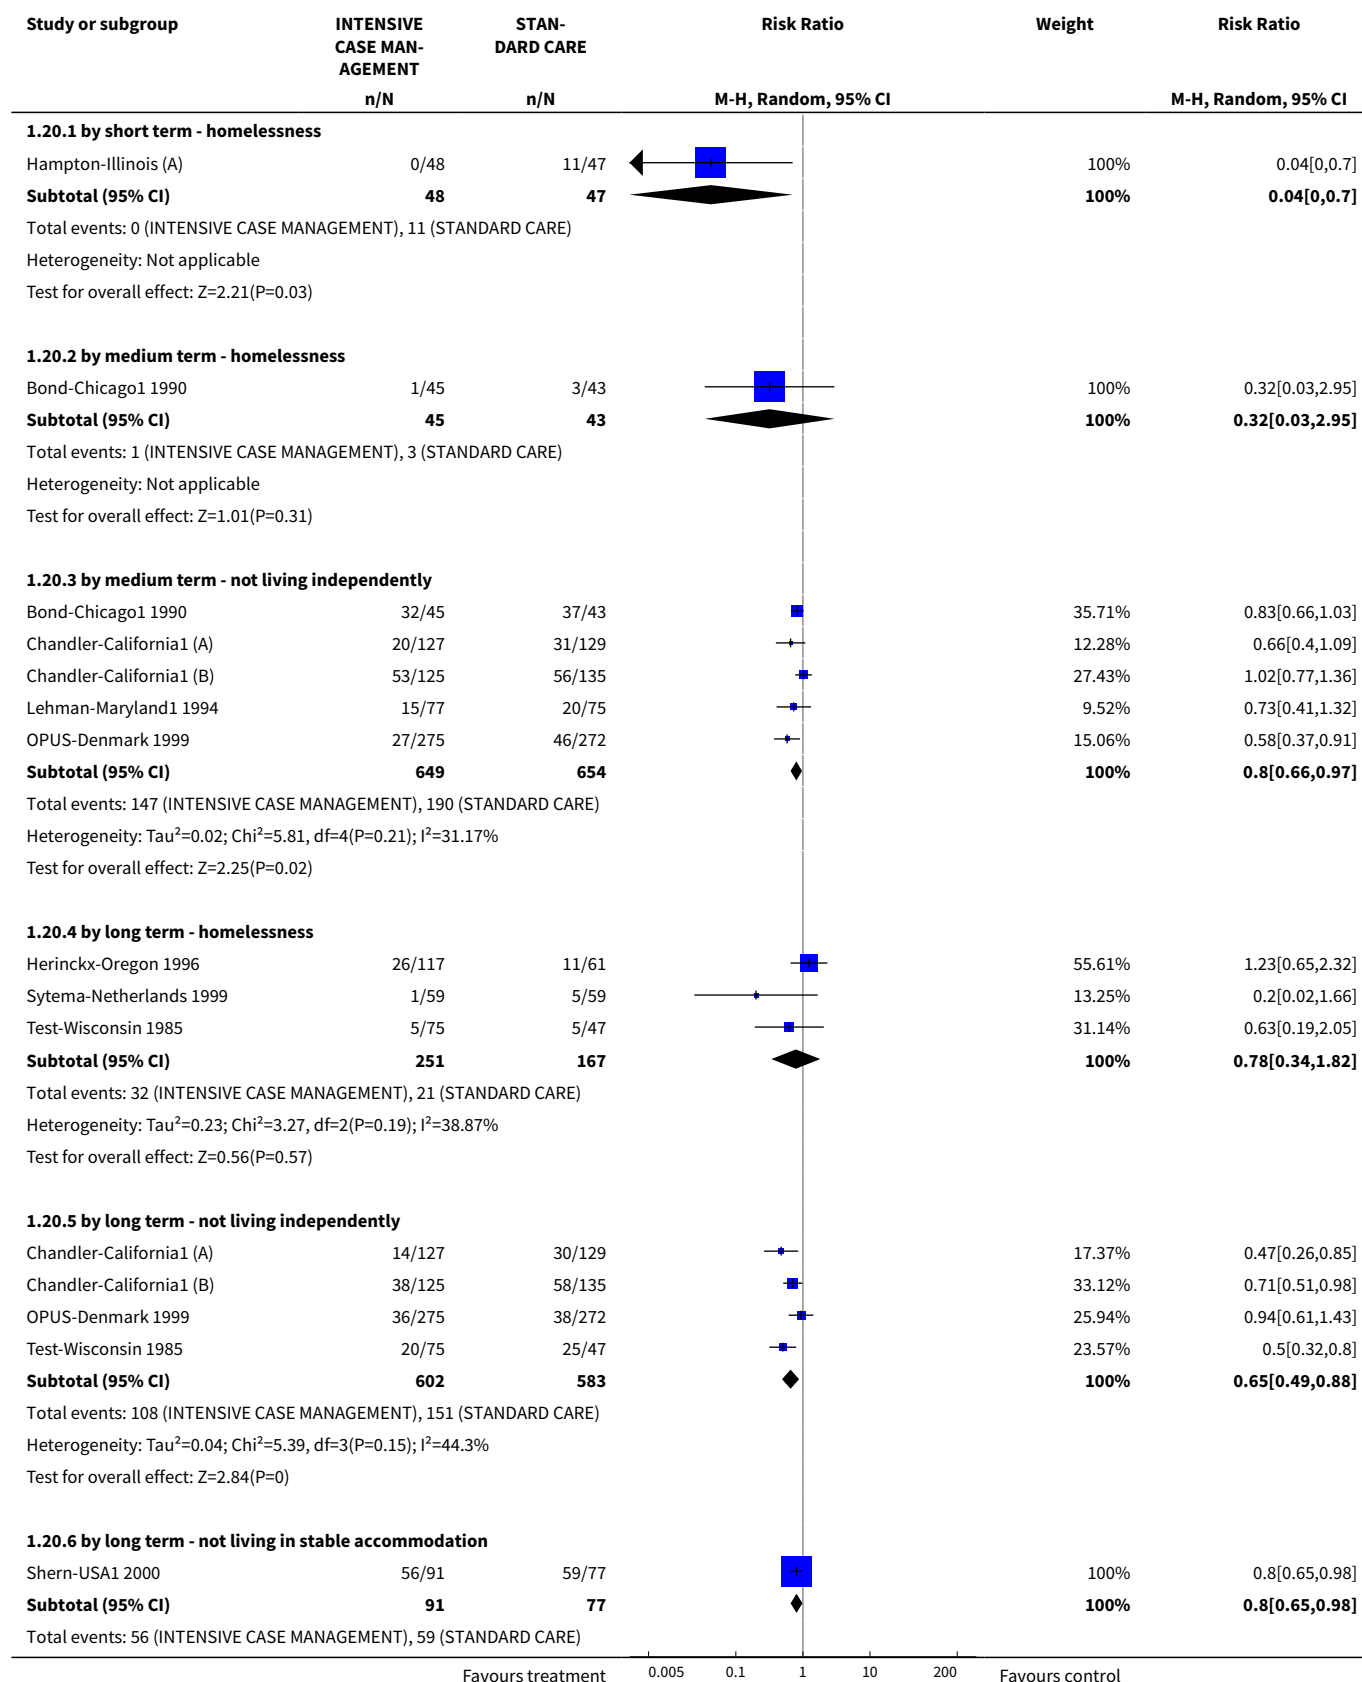 Study or subgroup INTENSIVE CASE MAN- AGEMENT STAN- DARD CARE Risk Ratio Weight Risk Ratio
n/N n/N M-H, Random, 95% CI M-H, Random, 95% CI
1.20.1 by short term - homelessness
Hampton-Illinois (A) 0/48 11/47 100% 0.04[0,0.7]
Subtotal (95% CI) 48 47 100% 0.04[0,0.7]
Total events: 0 (INTENSIVE CASE MANAGEMENT), 11 (STANDARD CARE)
Heterogeneity: Not applicable
Test for overall effect: Z=2.21(P=0.03)
1.20.2 by medium term - homelessness
Bond-Chicago1 1990 1/45 3/43 100% 0.32[0.03,2.95]
Subtotal (95% CI) 45 43 100% 0.32[0.03,2.95]
Total events: 1 (INTENSIVE CASE MANAGEMENT), 3 (STANDARD CARE)
Heterogeneity: Not applicable
Test for overall effect: Z=1.01(P=0.31)
1.20.3 by medium term - not living independently
Bond-Chicago1 1990 32/45 37/43 35.71% 0.83[0.66,1.03]
Chandler-California1 (A) 20/127 31/129 12.28% 0.66[0.4,1.09]
Chandler-California1 (B) 53/125 56/135 27.43% 1.02[0.77,1.36]
Lehman-Maryland1 1994 15/77 20/75 9.52% 0.73[0.41,1.32]
OPUS-Denmark 1999 27/275 46/272 15.06% 0.58[0.37,0.91]
Subtotal (95% CI) 649 654 100% 0.8[0.66,0.97]
Total events: 147 (INTENSIVE CASE MANAGEMENT), 190 (STANDARD CARE)
Heterogeneity: Tau²=0.02; Chi²=5.81, df=4(P=0.21); I²=31.17%
Test for overall effect: Z=2.25(P=0.02)
1.20.4 by long term - homelessness
Herinckx-Oregon 1996 26/117 11/61 55.61% 1.23[0.65,2.32]
Sytema-Netherlands 1999 1/59 5/59 13.25% 0.2[0.02,1.66]
Test-Wisconsin 1985 5/75 5/47 31.14% 0.63[0.19,2.05]
Subtotal (95% CI) 251 167 100% 0.78[0.34,1.82]
Total events: 32 (INTENSIVE CASE MANAGEMENT), 21 (STANDARD CARE)
Heterogeneity: Tau²=0.23; Chi²=3.27, df=2(P=0.19); I²=38.87%
Test for overall effect: Z=0.56(P=0.57)
1.20.5 by long term - not living independently
Chandler-California1 (A) 14/127 30/129 17.37% 0.47[0.26,0.85]
Chandler-California1 (B) 38/125 58/135 33.12% 0.71[0.51,0.98]
OPUS-Denmark 1999 36/275 38/272 25.94% 0.94[0.61,1.43]
Test-Wisconsin 1985 20/75 25/47 23.57% 0.5[0.32,0.8]
Subtotal (95% CI) 602 583 100% 0.65[0.49,0.88]
Total events: 108 (INTENSIVE CASE MANAGEMENT), 151 (STANDARD CARE)
Heterogeneity: Tau²=0.04; Chi²=5.39, df=3(P=0.15); I²=44.3%
Test for overall effect: Z=2.84(P=0)
1.20.6 by long term - not living in stable accommodation
Shern-USA1 2000 56/91 59/77 100% 0.8[0.65,0.98]
Subtotal (95% CI) 91 77 100% 0.8[0.65,0.98]
Total events: 56 (INTENSIVE CASE MANAGEMENT), 59 (STANDARD CARE)
Favours treatment 0.005 0.1 1 10 200 Favours control